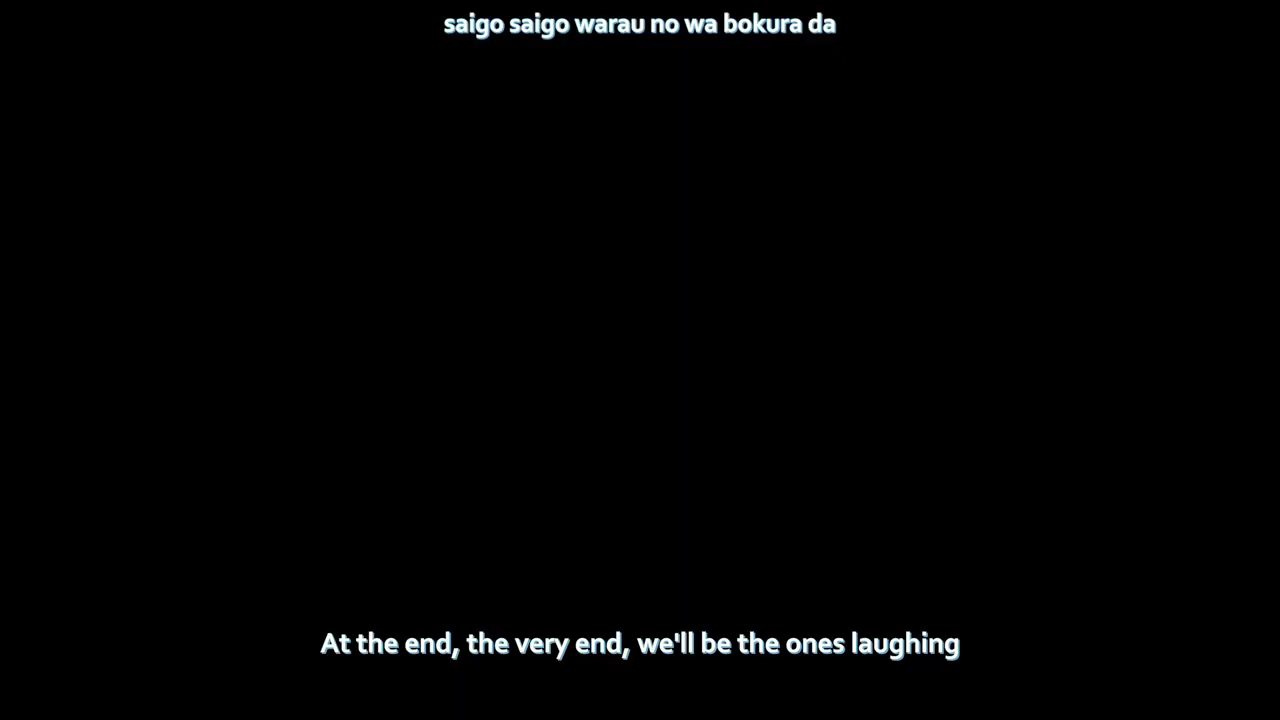 saigo saigo warau no wa bokura da
At the end, the very end, we'll be the ones laughing